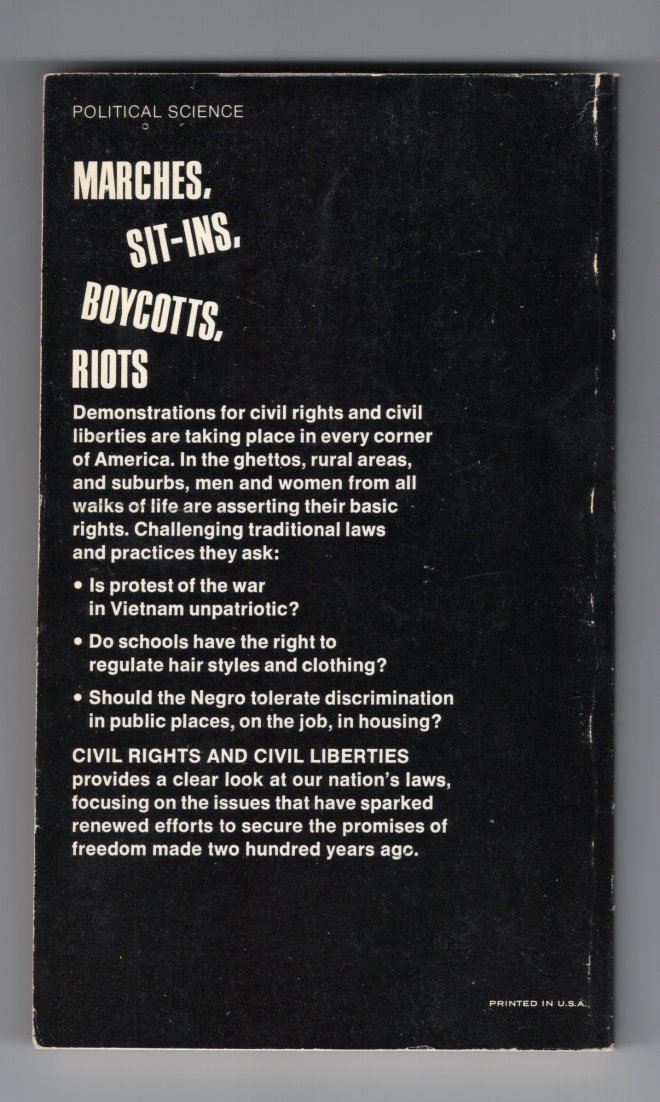 POLITICAL SCIENCE
MARCHES,
SIT-INS,
BOYCOTTS,
RIOTS
Demonstrations for civil rights and civil
liberties are taking place in every corner
of America. In the ghettos, rural areas,
and suburbs, men and women from all
walks of life are asserting their basic
rights. Challenging traditional laws
and practices they ask:
• Is protest of the war
in Vietnam unpatriotic?
• Do schools have the right to
regulate hair styles and clothing?
• Should the Negro tolerate discrimination
in public places, on the job, in housing?
CIVIL RIGHTS AND CIVIL LIBERTIES
provides a clear look at our nation's laws,
focusing on the issues that have sparked
renewed efforts to secure the promises of
freedom made two hundred years ago.
PRINTED IN U.S.A.